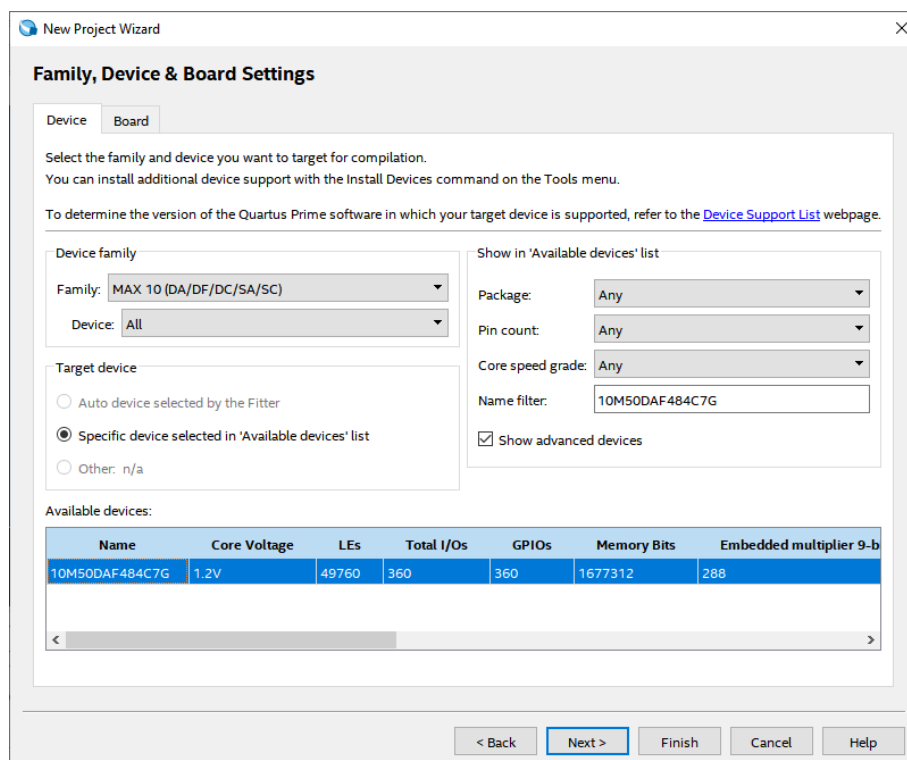 New Project Wizard
Family, Device & Board Settings
Device Board
Select the family and device you want to target for compilation.
You can install additional device support with the Install Devices command on the Tools menu.
To determine the version of the Quartus Prime software in which your target device is supported, refer to the Device Support List webpage.
Device family
Family: MAX 10 (DA/DF/DC/SA/SC)
Device: All
Target device
Auto device selected by the Fitter
Specific device selected in 'Available devices' list
Other: n/a
Show in 'Available devices' list
Package: Any
Pin count: Any
Core speed grade: Any
Name filter: 10M50DAF484C7G
Show advanced devices
Available devices:
Name Core Voltage LEs Total I/Os GPIOs Memory Bits Embedded multiplier 9-b
10M50DAF484C7G 1.2V 49760 360 360 1677312 288
< Back Next > Finish Cancel Help